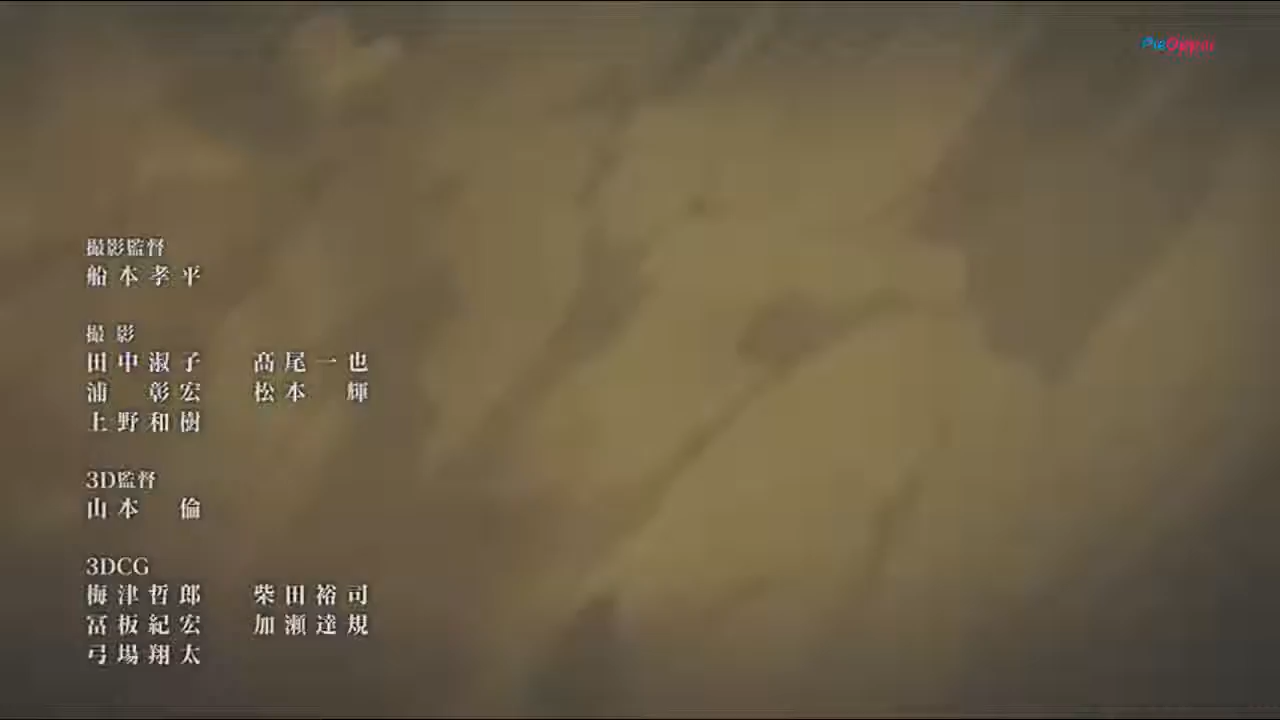 PieOppai
撮影監督
船本孝平
撮影
田中淑子 髙尾一也
浦 彰宏 松本 輝
上野和樹
3D監督
山本 倫
3DCG
梅津哲郎 柴田裕司
冨板紀宏 加瀬達規
弓場翔太